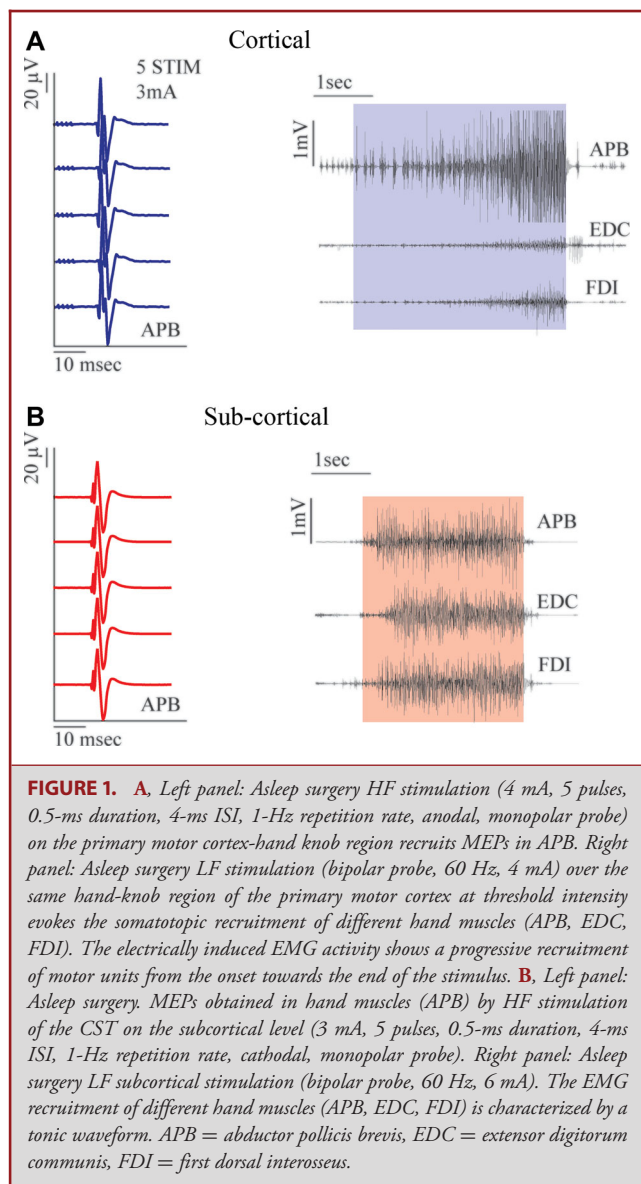 A
Cortical
20 µV
5 STIM
3mA
APB
10 msec
1sec
1mV
APB
EDC
FDI
B
Sub-cortical
20 µV
APB
10 msec
1sec
1mV
APB
EDC
FDI
FIGURE 1. A, Left panel: Asleep surgery HF stimulation (4 mA, 5 pulses,
0.5-ms duration, 4-ms ISI, 1-Hz repetition rate, anodal, monopolar probe)
on the primary motor cortex-hand knob region recruits MEPs in APB. Right
panel: Asleep surgery LF stimulation (bipolar probe, 60 Hz, 4 mA) over the
same hand-knob region of the primary motor cortex at threshold intensity
evokes the somatotopic recruitment of different hand muscles (APB, EDC,
FDI). The electrically induced EMG activity shows a progressive recruitment
of motor units from the onset towards the end of the stimulus. B, Left panel:
Asleep surgery. MEPs obtained in hand muscles (APB) by HF stimulation
of the CST on the subcortical level (3 mA, 5 pulses, 0.5-ms duration, 4-ms
ISI, 1-Hz repetition rate, cathodal, monopolar probe). Right panel: Asleep
surgery LF subcortical stimulation (bipolar probe, 60 Hz, 6 mA). The EMG
recruitment of different hand muscles (APB, EDC, FDI) is characterized by a
tonic waveform. APB = abductor pollicis brevis, EDC = extensor digitorum
communis, FDI = first dorsal interosseus.